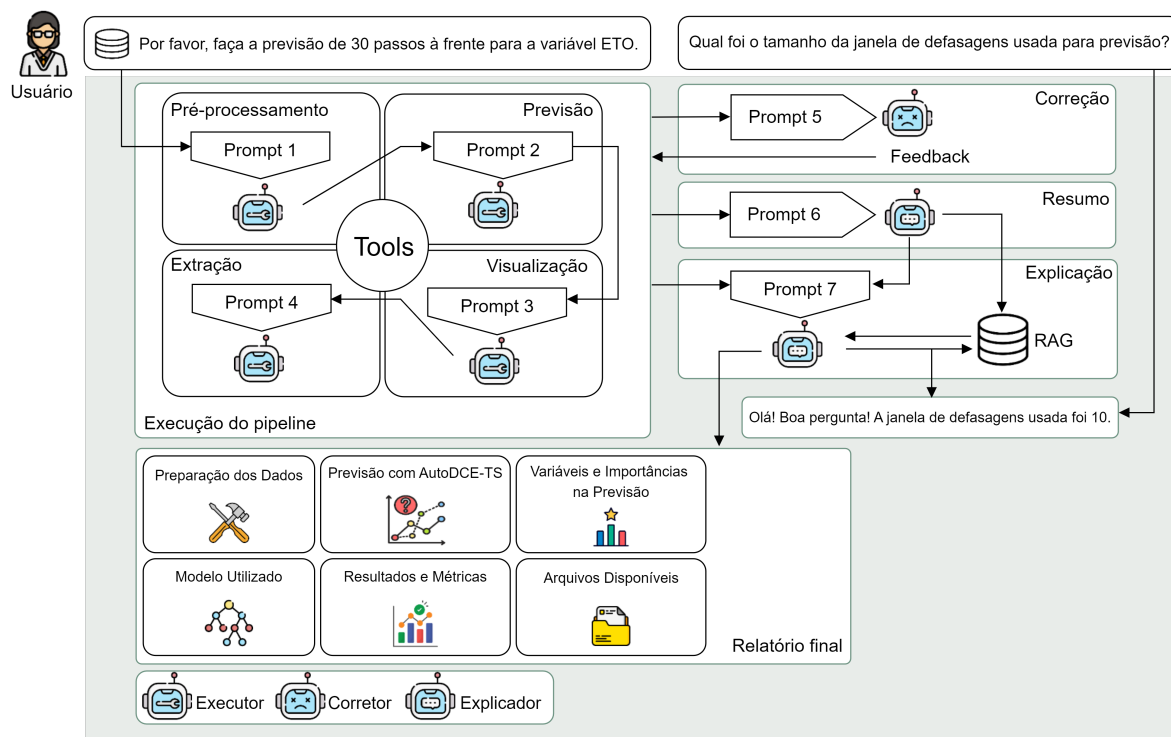 Usuário
Por favor, faça a previsão de 30 passos à frente para a variável ETO.
Qual foi o tamanho da janela de defasagens usada para previsão?
Pré-processamento
Previsão
Prompt 1
Prompt 2
Tools
Extração
Visualização
Prompt 4
Prompt 3
Execução do pipeline
Correção
Prompt 5
Feedback
Resumo
Prompt 6
Explicação
Prompt 7
RAG
Olá! Boa pergunta! A janela de defasagens usada foi 10.
Preparação dos Dados
Previsão com AutoDCE-TS
Variáveis e Importâncias
na Previsão
Modelo Utilizado
Resultados e Métricas
Arquivos Disponíveis
Relatório final
Executor
Corretor
Explicador